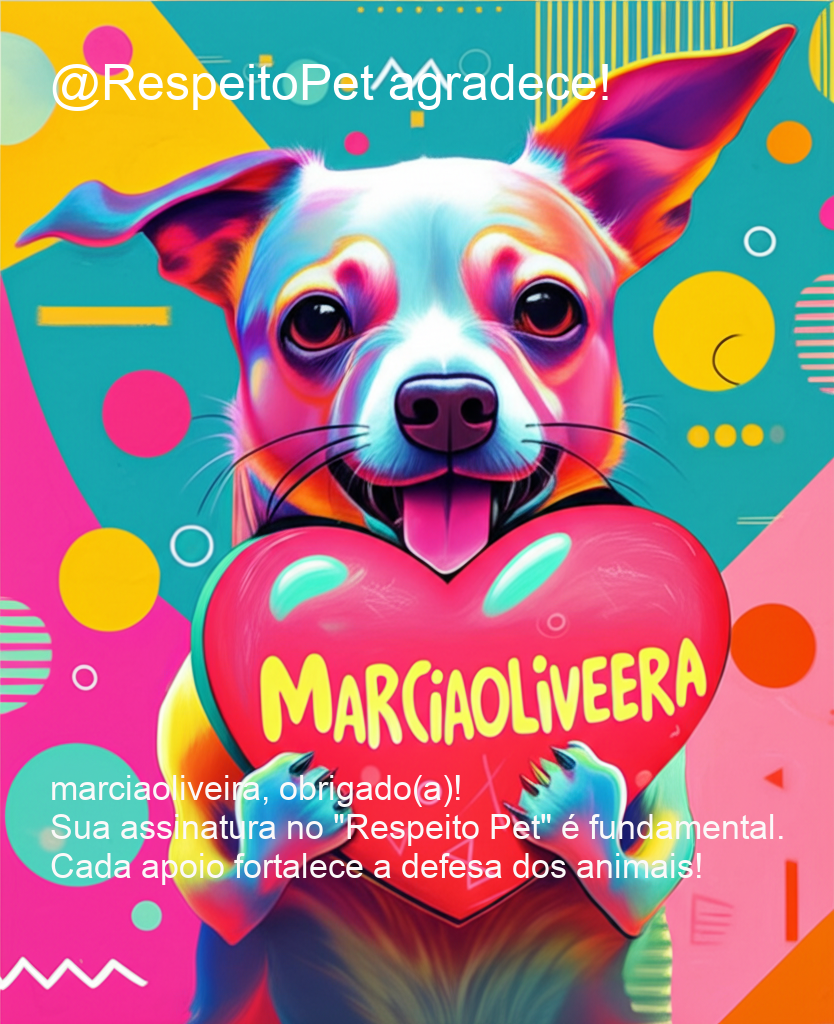 @RespeitoPet agradece!
MARCiAOLiVEERA
marciaoliveira, obrigado(a)!
Sua assinatura no "Respeito Pet" é fundamental.
Cada apoio fortalece a defesa dos animais!